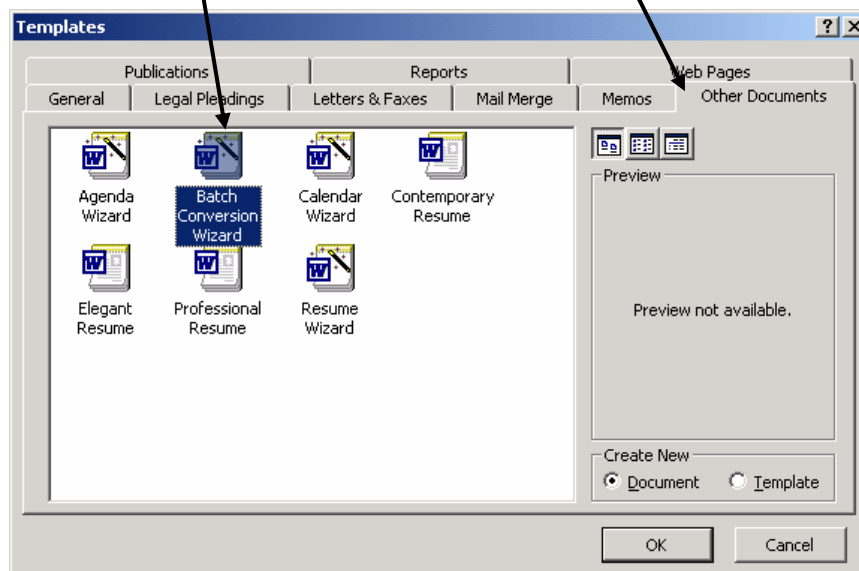 Templates
Publications Reports Web Pages
General Legal Pleadings Letters & Faxes Mail Merge Memos Other Documents
Agenda Wizard
Batch Conversion Wizard
Calendar Wizard
Contemporary Resume
Elegant Resume
Professional Resume
Resume Wizard
Preview
Preview not available.
Create New
Document Template
OK Cancel